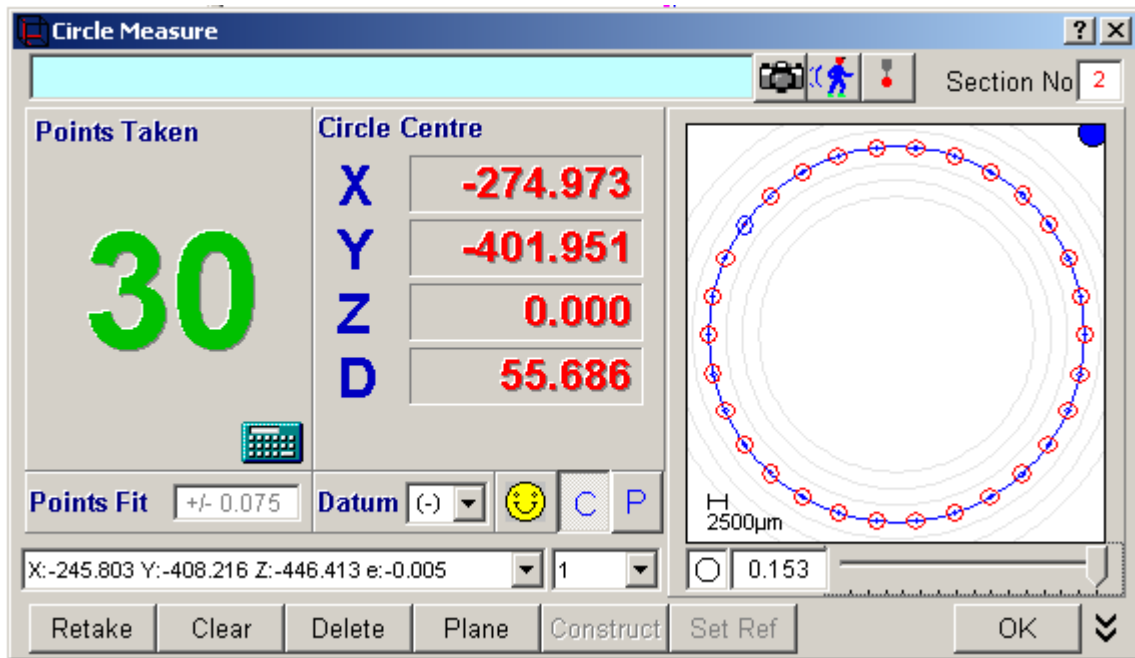 Circle Measure
Section No 2
Points Taken
30
Circle Centre
X -274.973
Y -401.951
Z 0.000
D 55.686
Points Fit +/- 0.075
Datum (-) C P
2500µm
X:-245.803 Y:-408.216 Z:-446.413 e:-0.005 1
0.153
Retake Clear Delete Plane Construct Set Ref OK